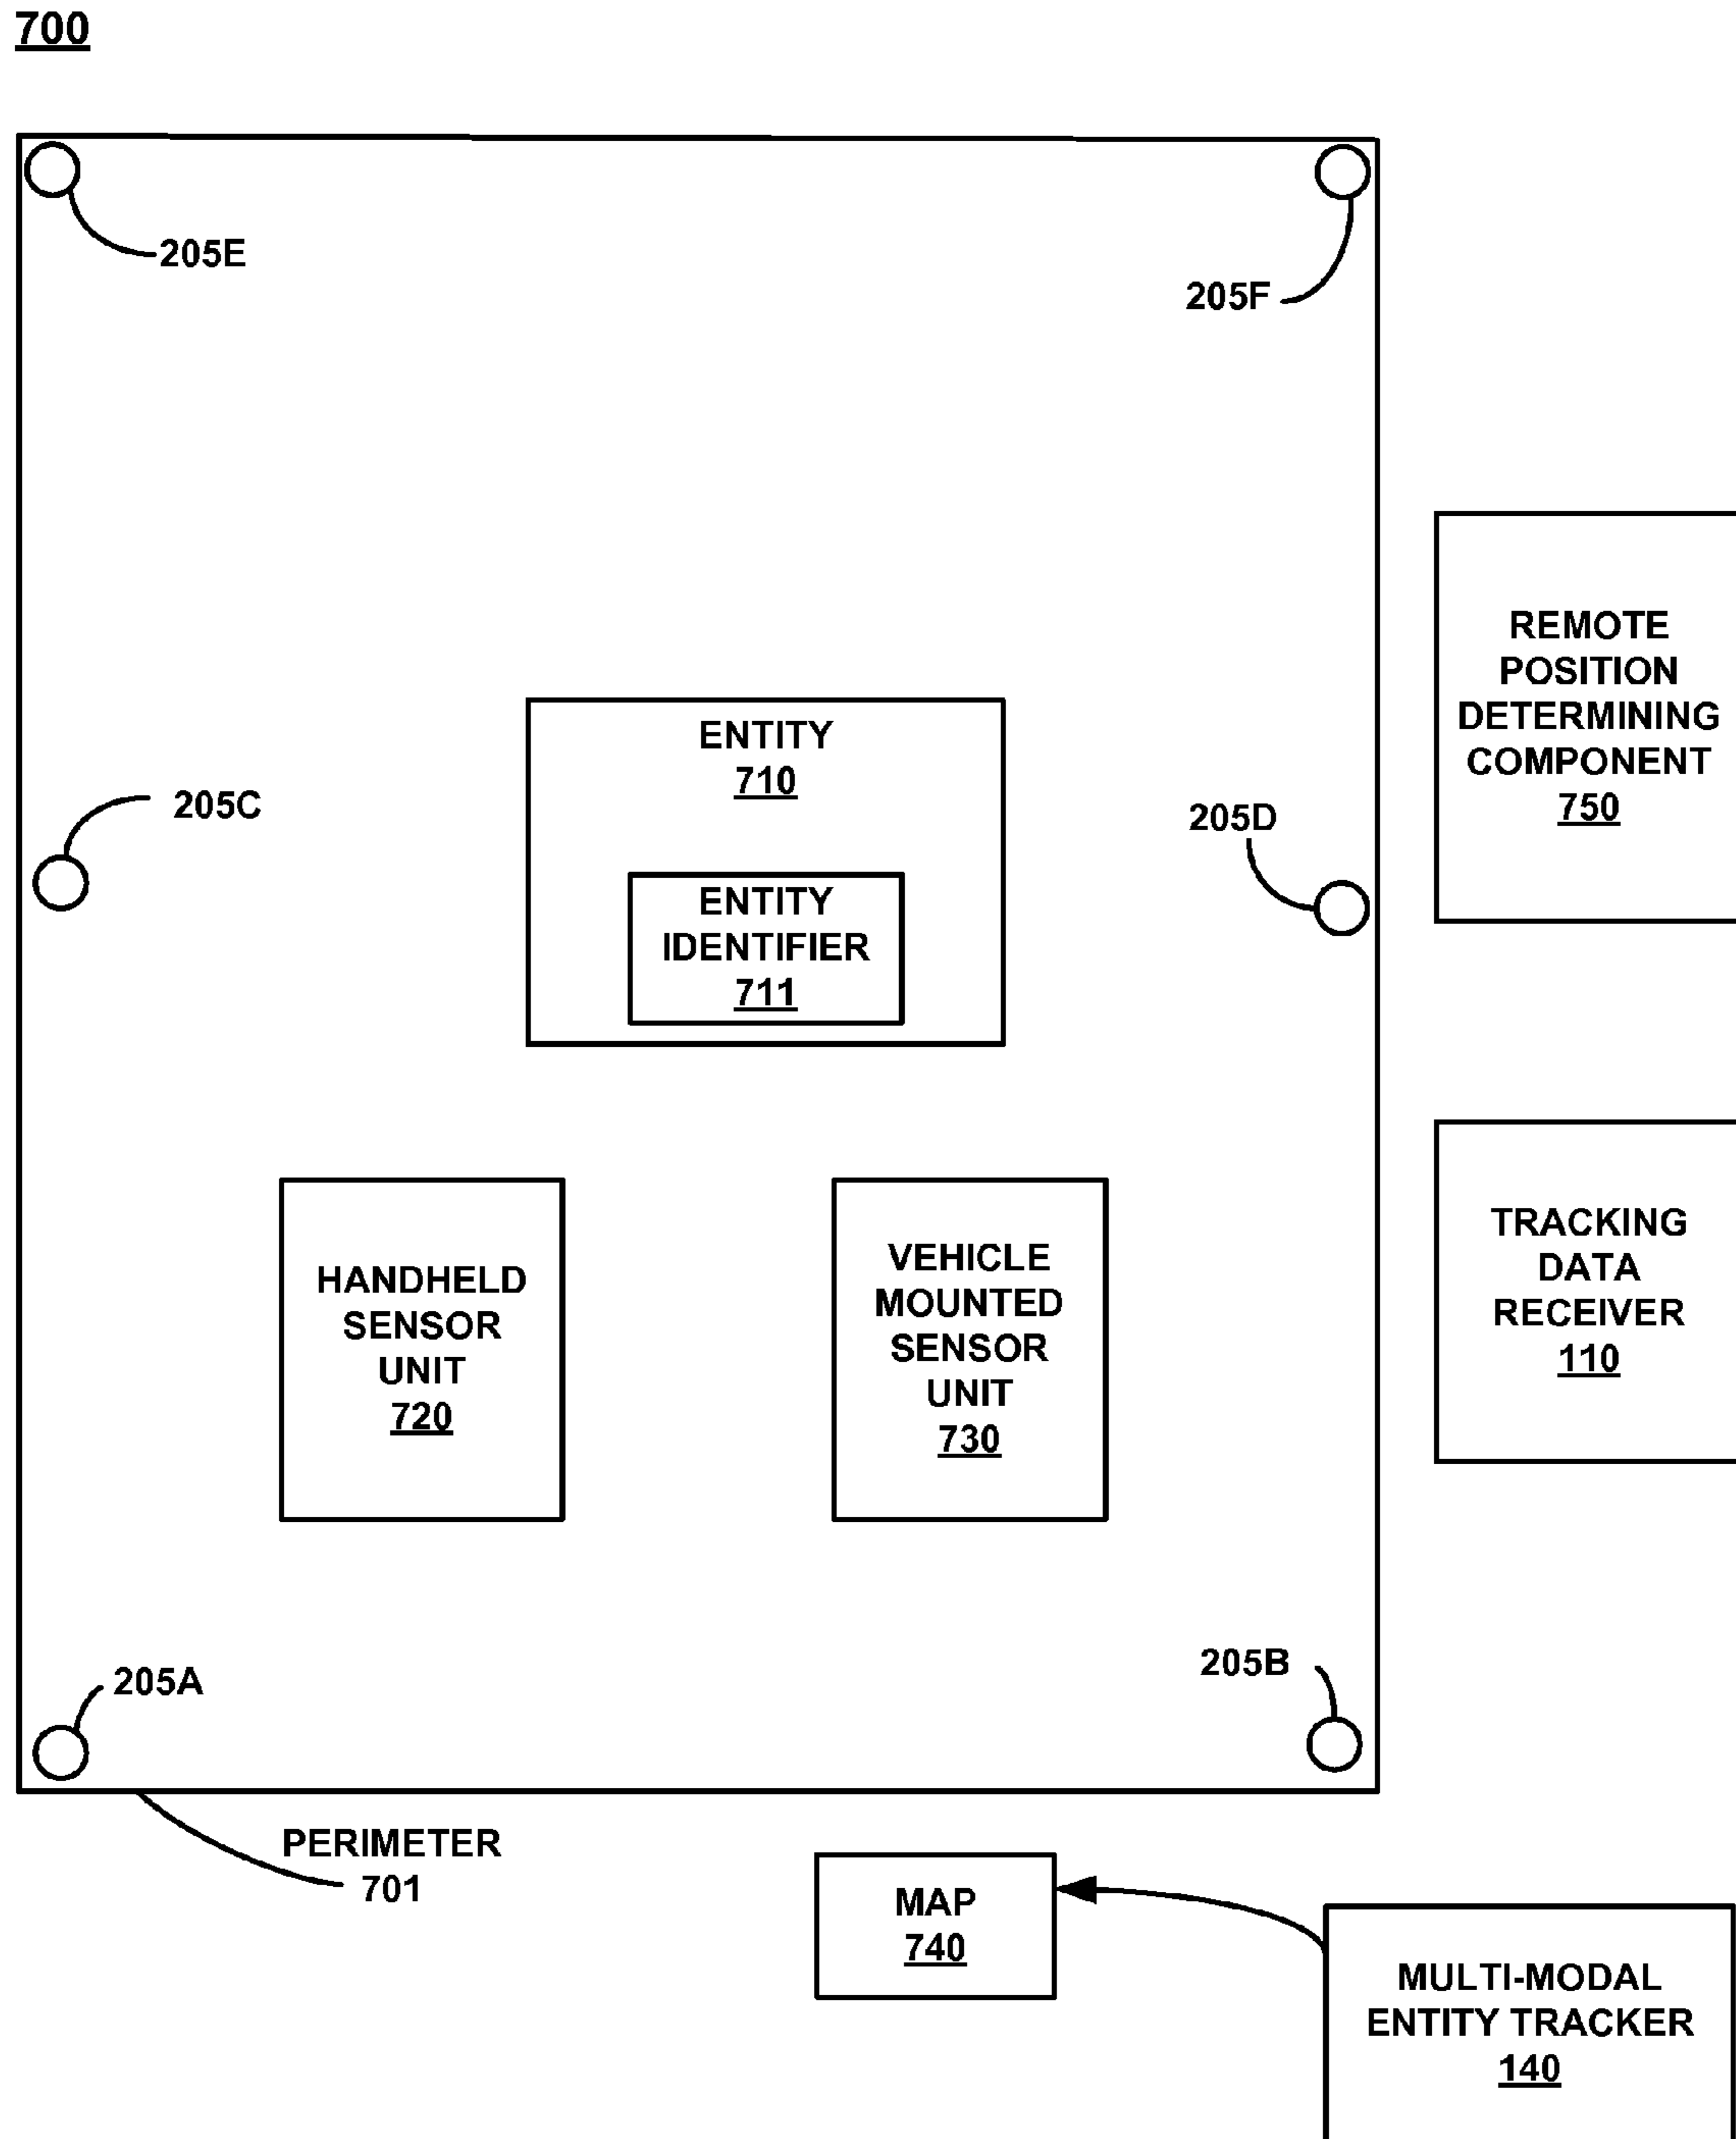 700
205E
205F
REMOTE
POSITION
DETERMINING
COMPONENT
750
ENTITY
710
205C
205D
ENTITY
IDENTIFIER
711
TRACKING
DATA
RECEIVER
110
HANDHELD
SENSOR
UNIT
720
VEHICLE
MOUNTED
SENSOR
UNIT
730
205A
205B
PERIMETER
701
MAP
740
MULTI-MODAL
ENTITY TRACKER
140